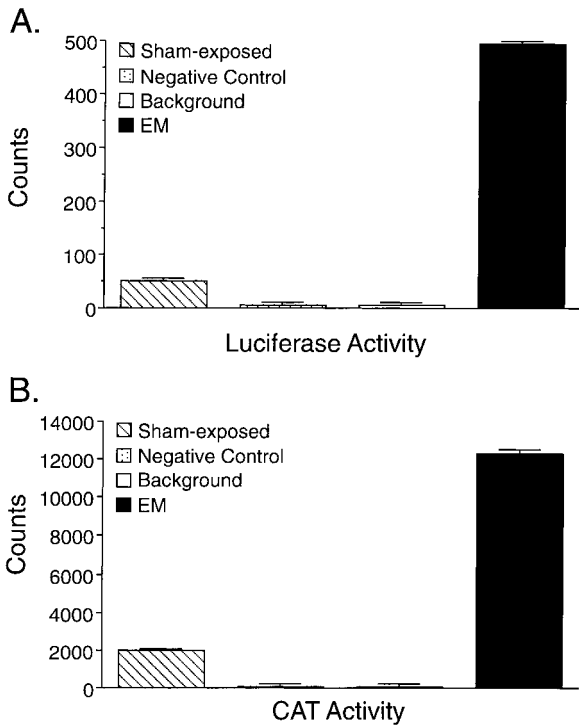 A.
Counts
500
400
300
200
100
0
Sham-exposed
Negative Control
Background
EM
Luciferase Activity
B.
Counts
14000
12000
10000
8000
6000
4000
2000
0
Sham-exposed
Negative Control
Background
EM
CAT Activity